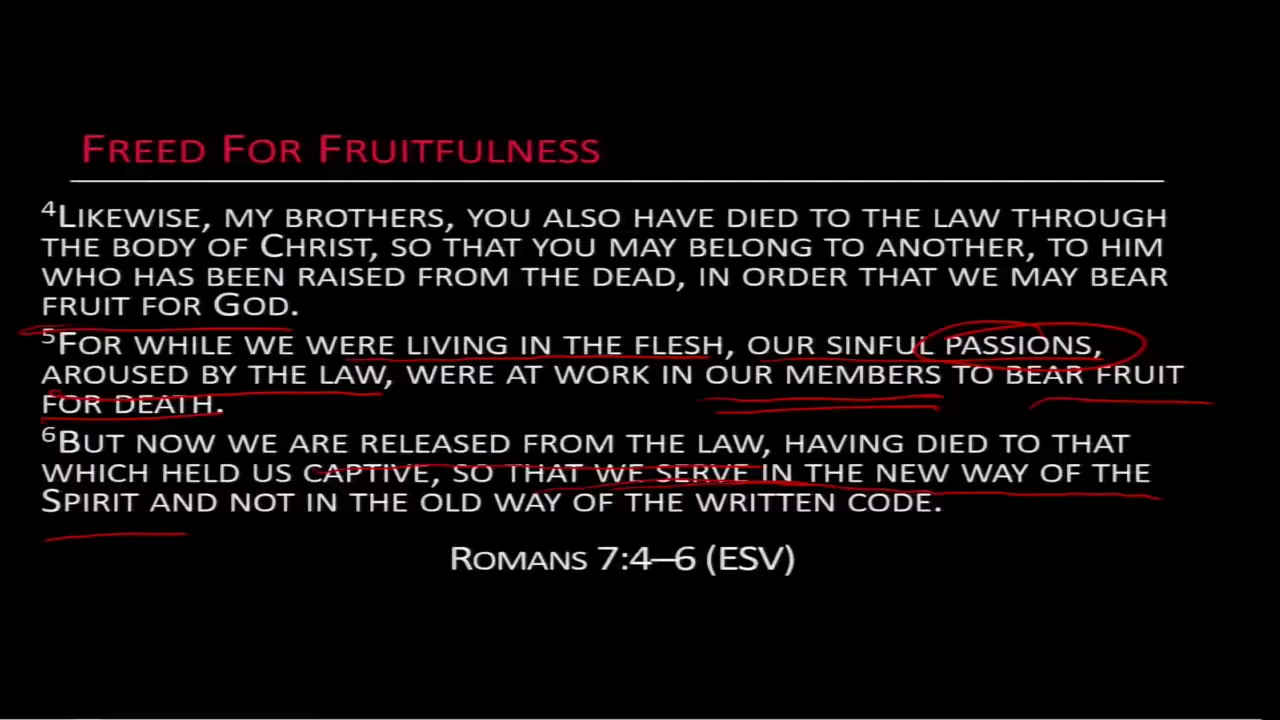 FREED FOR FRUITFULNESS
4LIKEWISE, MY BROTHERS, YOU ALSO HAVE DIED TO THE LAW THROUGH
THE BODY OF CHRIST, SO THAT YOU MAY BELONG TO ANOTHER, TO HIM
WHO HAS BEEN RAISED FROM THE DEAD, IN ORDER THAT WE MAY BEAR
FRUIT FOR GOD.
5FOR WHILE WE WERE LIVING IN THE FLESH, OUR SINFUL PASSIONS,
AROUSED BY THE LAW, WERE AT WORK IN OUR MEMBERS TO BEAR FRUIT
FOR DEATH.
6BUT NOW WE ARE RELEASED FROM THE LAW, HAVING DIED TO THAT
WHICH HELD US CAPTIVE, SO THAT WE SERVE IN THE NEW WAY OF THE
SPIRIT AND NOT IN THE OLD WAY OF THE WRITTEN CODE.
ROMANS 7:4–6 (ESV)